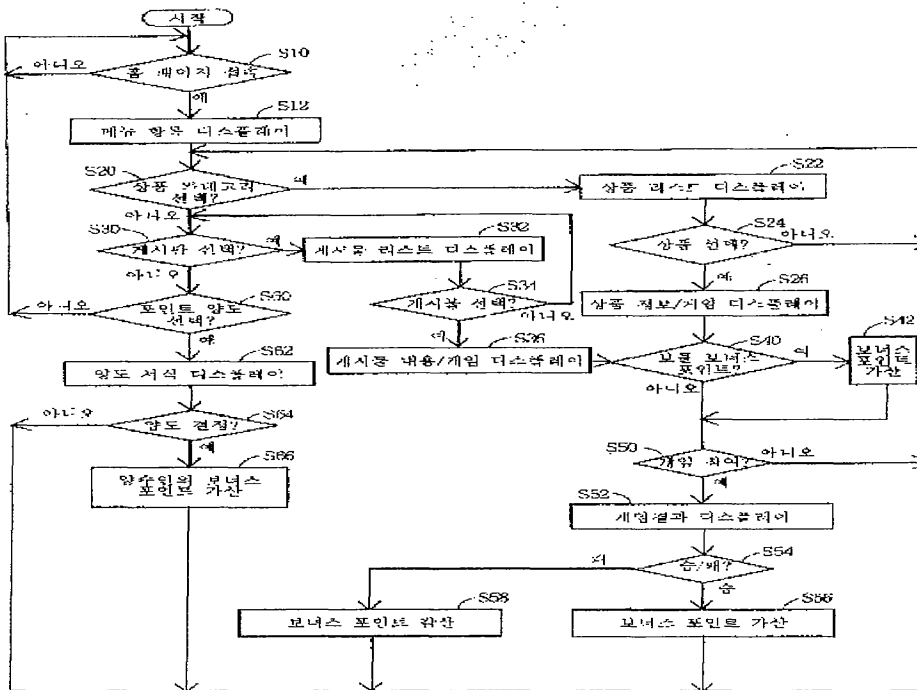 시작
S10
아니오
홈 페이지 접속
예
S12
메뉴 항목 디스플레이
S20
상품 카테고리
선택?
예
S22
상품 리스트 디스플레이
아니오
S30
게시판 선택?
예
S32
게시물 리스트 디스플레이
S24
상품 선택?
아니오
아니오
S34
게시물 선택?
아니오
예
S26
상품 정보/게임 디스플레이
아니오
S60
포인트 양도
선택?
예
예
S36
게시물 내용/게임 디스플레이
S40
보물 보너스
포인트?
여
S42
보너스
포인트
가산
아니오
S62
양도 서식 디스플레이
아니오
S64
양도 결정?
예
S50
게임 참여?
아니오
예
S66
양수인의 보너스
포인트 가산
S52
게임결과 디스플레이
S54
승/패?
패
승
S58
보너스 포인트 감산
S56
보너스 포인트 가산